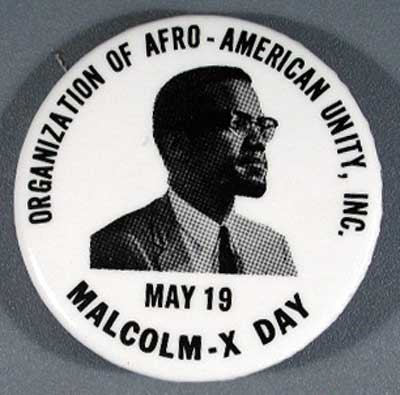 ORGANIZATION OF AFRO-AMERICAN UNITY, INC.
MAY 19
MALCOLM-X DAY